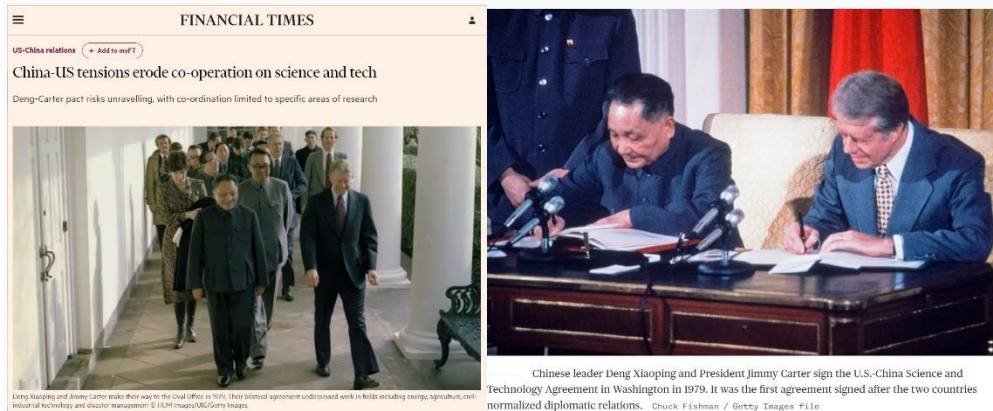 FINANCIAL TIMES
US-China relations + Add to myFT
China-US tensions erode co-operation on science and tech
Deng-Carter pact risks unravelling, with co-ordination limited to specific areas of research
Deng Xiaoping and Jimmy Carter make their way to the Oval Office in 1979. Their bilateral agreement underpinned work in fields including energy, agriculture, civil-
industrial technology and disaster management © HUM Images/UIG/Getty Images
Chinese leader Deng Xiaoping and President Jimmy Carter sign the U.S.-China Science and
Technology Agreement in Washington in 1979. It was the first agreement signed after the two countries
normalized diplomatic relations. Chuck Fishman / Getty Images file